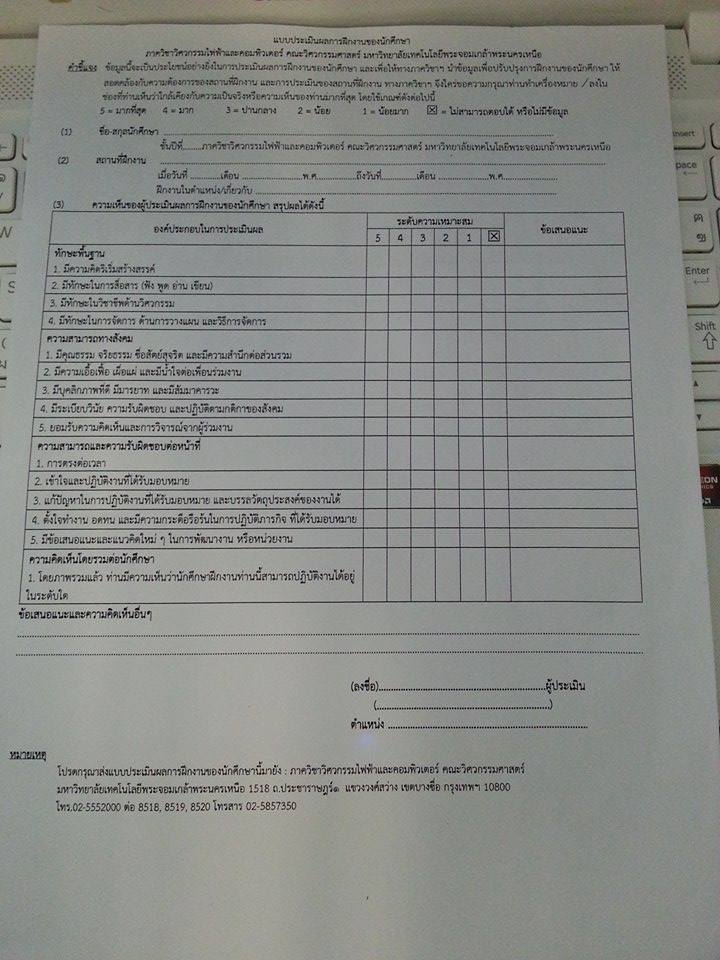 แบบประเมินผลการฝึกงานของนักศึกษา
ภาควิชาวิศวกรรมไฟฟ้าและคอมพิวเตอร์ คณะวิศวกรรมศาสตร์ มหาวิทยาลัยเทคโนโลยีพระจอมเกล้าพระนครเหนือ
คำชี้แจง ข้อมูลนี้จะเป็นประโยชน์อย่างยิ่งในการประเมินผลการฝึกงานของนักศึกษา และเพื่อให้ทางภาควิชาฯ นำข้อมูลเพื่อปรับปรุงการฝึกงานของนักศึกษา ให้
สอดคล้องกับความต้องการของสถานที่ฝึกงาน และการประเมินของสถานที่ฝึกงาน ทางภาควิชาฯ จึงใคร่ขอความกรุณาท่านทำเครื่องหมาย / ลงใน
ช่องที่ท่านเห็นว่าใกล้เคียงกับความเป็นจริงหรือความเห็นของท่านมากที่สุด โดยใช้เกณฑ์ดังต่อไปนี้
5 = มากที่สุด 4 = มาก 3 = ปานกลาง 2 = น้อย 1 = น้อยมาก ☒ = ไม่สามารถตอบได้ หรือไม่มีข้อมูล
(1) ชื่อ-สกุลนักศึกษา ................................................
ชั้นปีที่........ภาควิชาวิศวกรรมไฟฟ้าและคอมพิวเตอร์ คณะวิศวกรรมศาสตร์ มหาวิทยาลัยเทคโนโลยีพระจอมเกล้าพระนครเหนือ
(2) สถานที่ฝึกงาน ................................................
เมื่อวันที่ ............เดือน ......................พ.ศ.................ถึงวันที่............เดือน ..................พ.ศ...................
ฝึกงานในตำแหน่ง/เกี่ยวกับ ................................................
(3) ความเห็นของผู้ประเมินผลการฝึกงานของนักศึกษา สรุปผลได้ดังนี้
องค์ประกอบในการประเมินผล ระดับความเหมาะสม ข้อเสนอแนะ
5 4 3 2 1 ☒
ทักษะพื้นฐาน
1. มีความคิดริเริ่มสร้างสรรค์
2. มีทักษะในการสื่อสาร (ฟัง พูด อ่าน เขียน)
3. มีทักษะในวิชาชีพด้านวิศวกรรม
4. มีทักษะในการจัดการ ด้านการวางแผน และวิธีการจัดการ
ความสามารถทางสังคม
1. มีคุณธรรม จริยธรรม ซื่อสัตย์สุจริต และมีความสำนึกต่อส่วนรวม
2. มีความเอื้อเฟื้อ เผื่อแผ่ และมีน้ำใจต่อเพื่อนร่วมงาน
3. มีบุคลิกภาพที่ดี มีมารยาท และมีสัมมาคารวะ
4. มีระเบียบวินัย ความรับผิดชอบ และปฏิบัติตามกติกาของสังคม
5. ยอมรับความคิดเห็นและการวิจารณ์จากผู้ร่วมงาน
ความสามารถและความรับผิดชอบต่อหน้าที่
1. การตรงต่อเวลา
2. เข้าใจและปฏิบัติงานที่ได้รับมอบหมาย
3. แก้ปัญหาในการปฏิบัติงานที่ได้รับมอบหมาย และบรรลุวัตถุประสงค์ของงานได้
4. ตั้งใจทำงาน อดทน และมีความกระตือรือร้นในการปฏิบัติภารกิจ ที่ได้รับมอบหมาย
5. มีข้อเสนอแนะและแนวคิดใหม่ ๆ ในการพัฒนางาน หรือหน่วยงาน
ความคิดเห็นโดยรวมต่อนักศึกษา
1. โดยภาพรวมแล้ว ท่านมีความเห็นว่านักศึกษาฝึกงานท่านนี้สามารถปฏิบัติงานได้อยู่
ในระดับใด
ข้อเสนอแนะและความคิดเห็นอื่นๆ
(ลงชื่อ)................................................ผู้ประเมิน
(................................................)
ตำแหน่ง ................................................
หมายเหตุ
โปรดกรุณาส่งแบบประเมินผลการฝึกงานของนักศึกษานี้มายัง : ภาควิชาวิศวกรรมไฟฟ้าและคอมพิวเตอร์ คณะวิศวกรรมศาสตร์
มหาวิทยาลัยเทคโนโลยีพระจอมเกล้าพระนครเหนือ 1518 ถ.ประชาราษฎร์๑ แขวงวงศ์สว่าง เขตบางซื่อ กรุงเทพฯ 10800
โทร.02-5552000 ต่อ 8518, 8519, 8520 โทรสาร 02-5857350
Insert
Enter
Shift
W